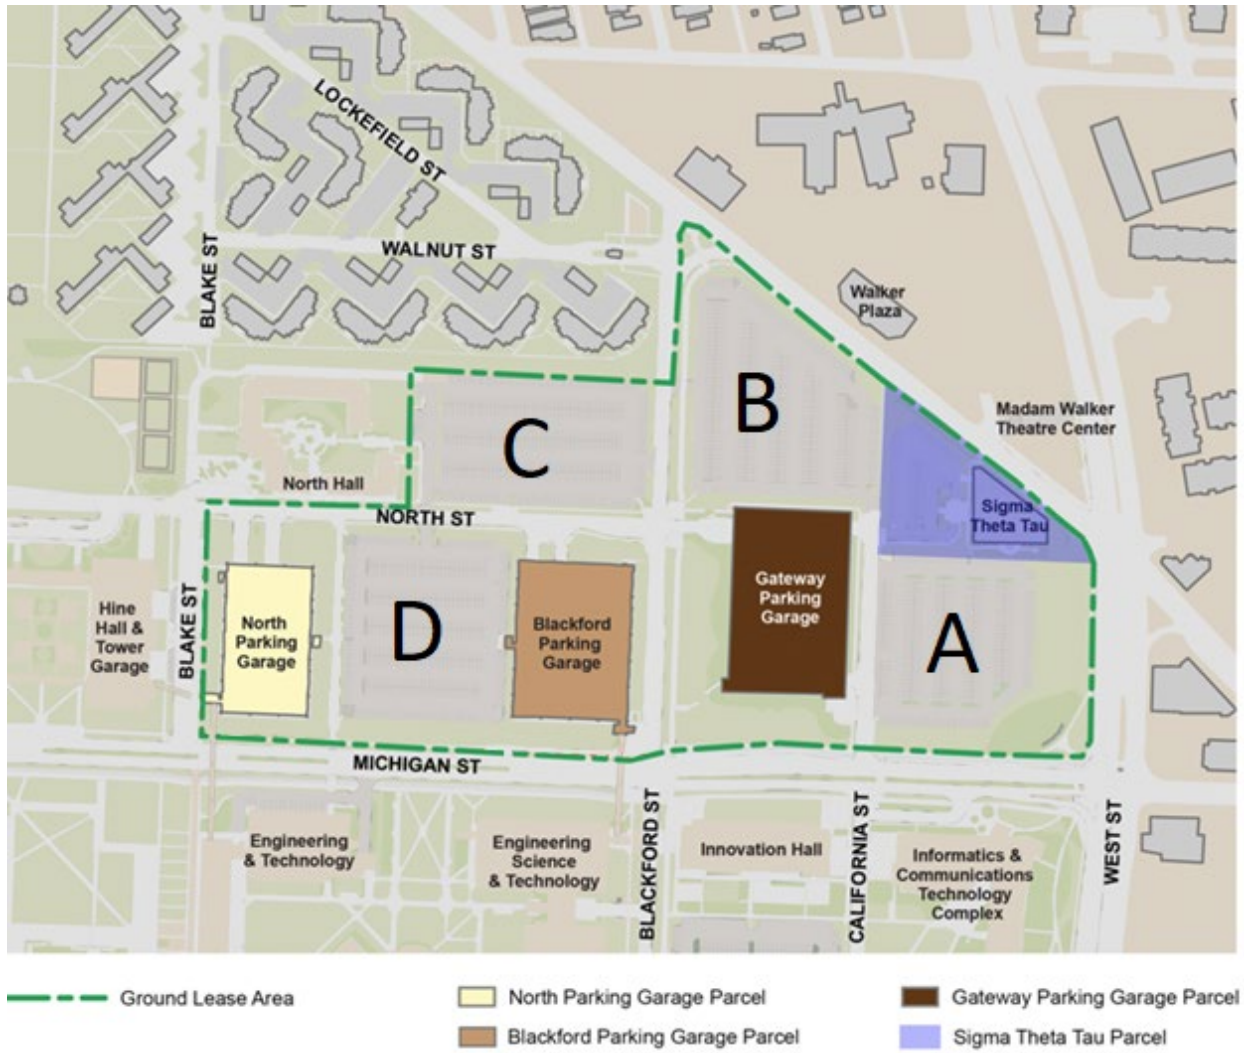 LOCKEFIELD ST
WALNUT ST
BLAKE ST
Walker
Plaza
B
Madam Walker
Theatre Center
C
North Hall
Sigma
Theta Tau
NORTH ST
Gateway
Parking
Garage
Hine
Hall &
Tower
Garage
BLAKE ST
North
Parking
Garage
D
Blackford
Parking
Garage
A
MICHIGAN ST
Engineering
& Technology
Engineering
Science
& Technology
BLACKFORD ST
Innovation Hall
CALIFORNIA ST
Informatics &
Communications
Technology
Complex
WEST ST
Ground Lease Area
North Parking Garage Parcel
Gateway Parking Garage Parcel
Blackford Parking Garage Parcel
Sigma Theta Tau Parcel